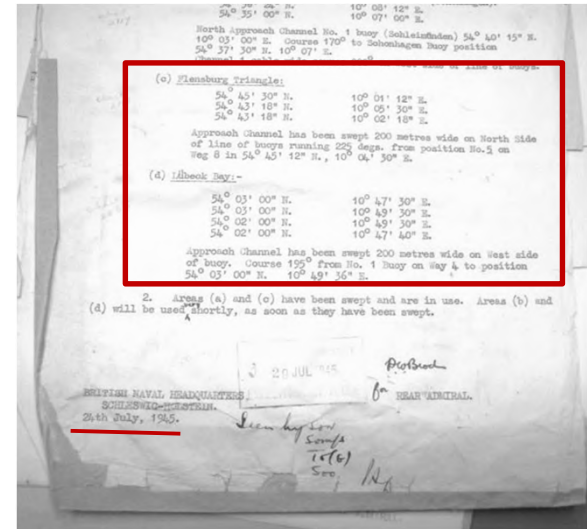 54° 35' 00" N. 10° 07' 00" E.
North Approach Channel No. 1 buoy (Schleimünden) 54° 40' 15" N.
10° 03' 00" E. Course 170° to Schonhagen Buoy position
54° 37' 30" N. 10° 07' E.
(c) Flensburg Triangle:
54° 45' 30" N. 10° 01' 12" E.
54° 43' 18" N. 10° 05' 30" E.
54° 43' 18" N. 10° 02' 18" E.
Approach Channel has been swept 200 metres wide on North Side
of line of buoys running 225 degs. from position No.5 on
Weg 8 in 54° 45' 12" N., 10° 04' 30" E.
(d) Lübeck Bay:-
54° 03' 00" N. 10° 47' 30" E.
54° 03' 00" N. 10° 49' 30" E.
54° 02' 00" N. 10° 49' 30" E.
54° 02' 00" N. 10° 47' 40" E.
Approach Channel has been swept 200 metres wide on West side
of buoy. Course 195° from No. 1 Buoy on Way 4 to position
54° 03' 00" N. 10° 49' 36" E.
2. Areas (a) and (c) have been swept and are in use. Areas (b) and
(d) will be used very shortly, as soon as they have been swept.
28 JUL 1945
BRITISH NAVAL HEADQUARTERS
for REAR ADMIRAL.
SCHLESWIG-HOLSTEIN.
24th July, 1945.
Seen by SOO